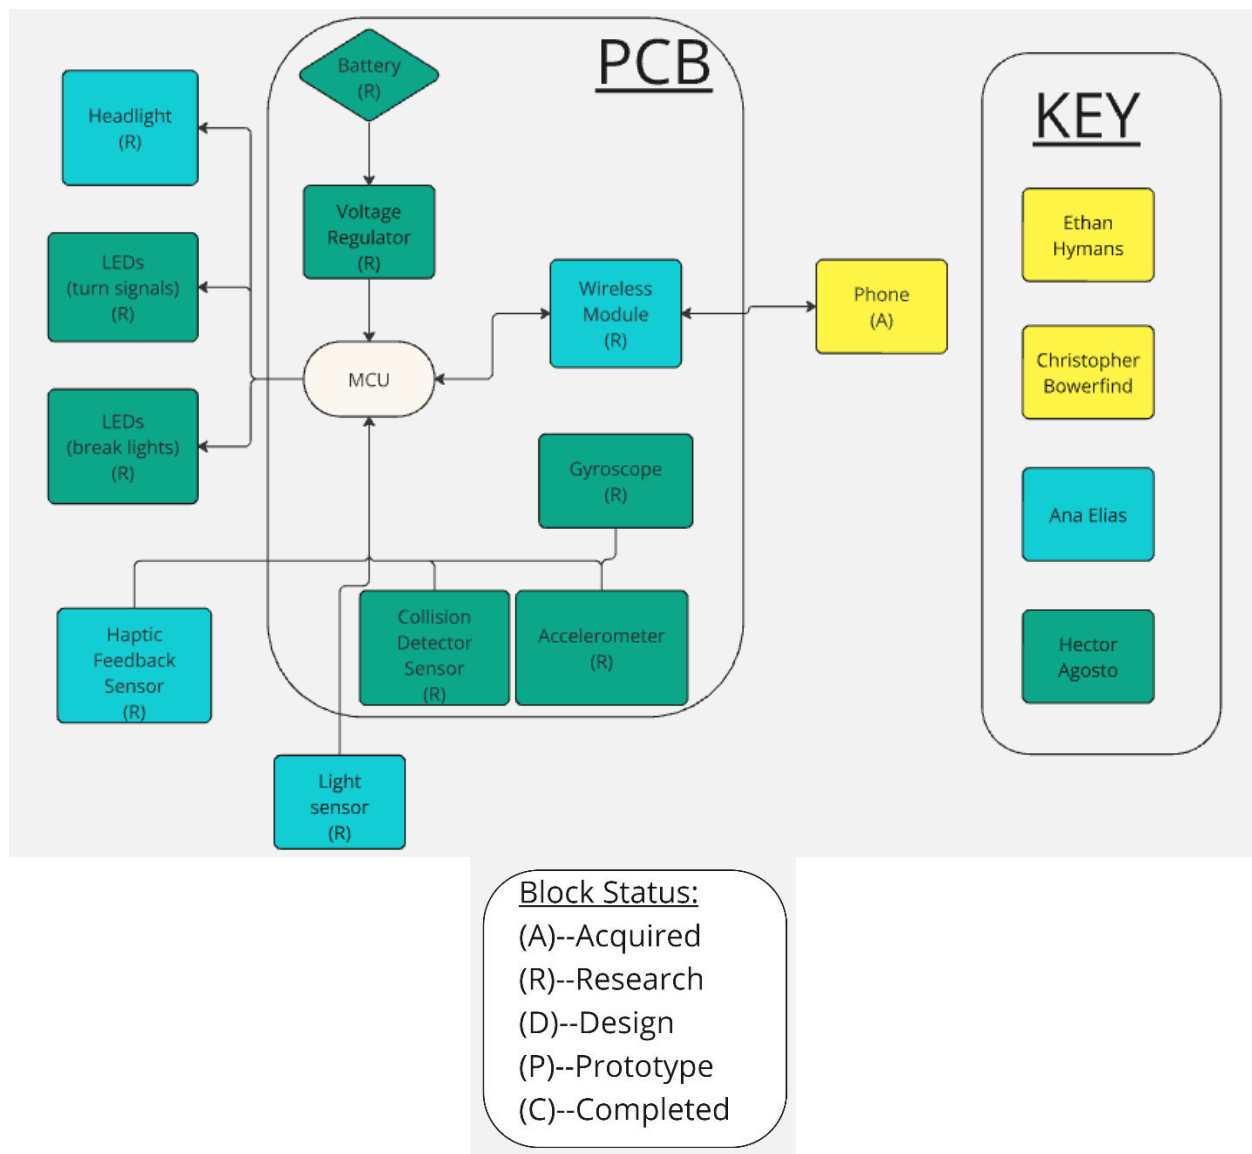 PCB
KEY
Battery
(R)
Headlight
(R)
Voltage
Regulator
(R)
LEDs
(turn signals)
(R)
Wireless
Module
(R)
Phone
(A)
MCU
LEDs
(break lights)
(R)
Gyroscope
(R)
Haptic
Feedback
Sensor
(R)
Collision
Detector
Sensor
(R)
Accelerometer
(R)
Light
sensor
(R)
Ethan
Hymans
Christopher
Bowerfind
Ana Elias
Hector
Agosto
Block Status:
(A)--Acquired
(R)--Research
(D)--Design
(P)--Prototype
(C)--Completed